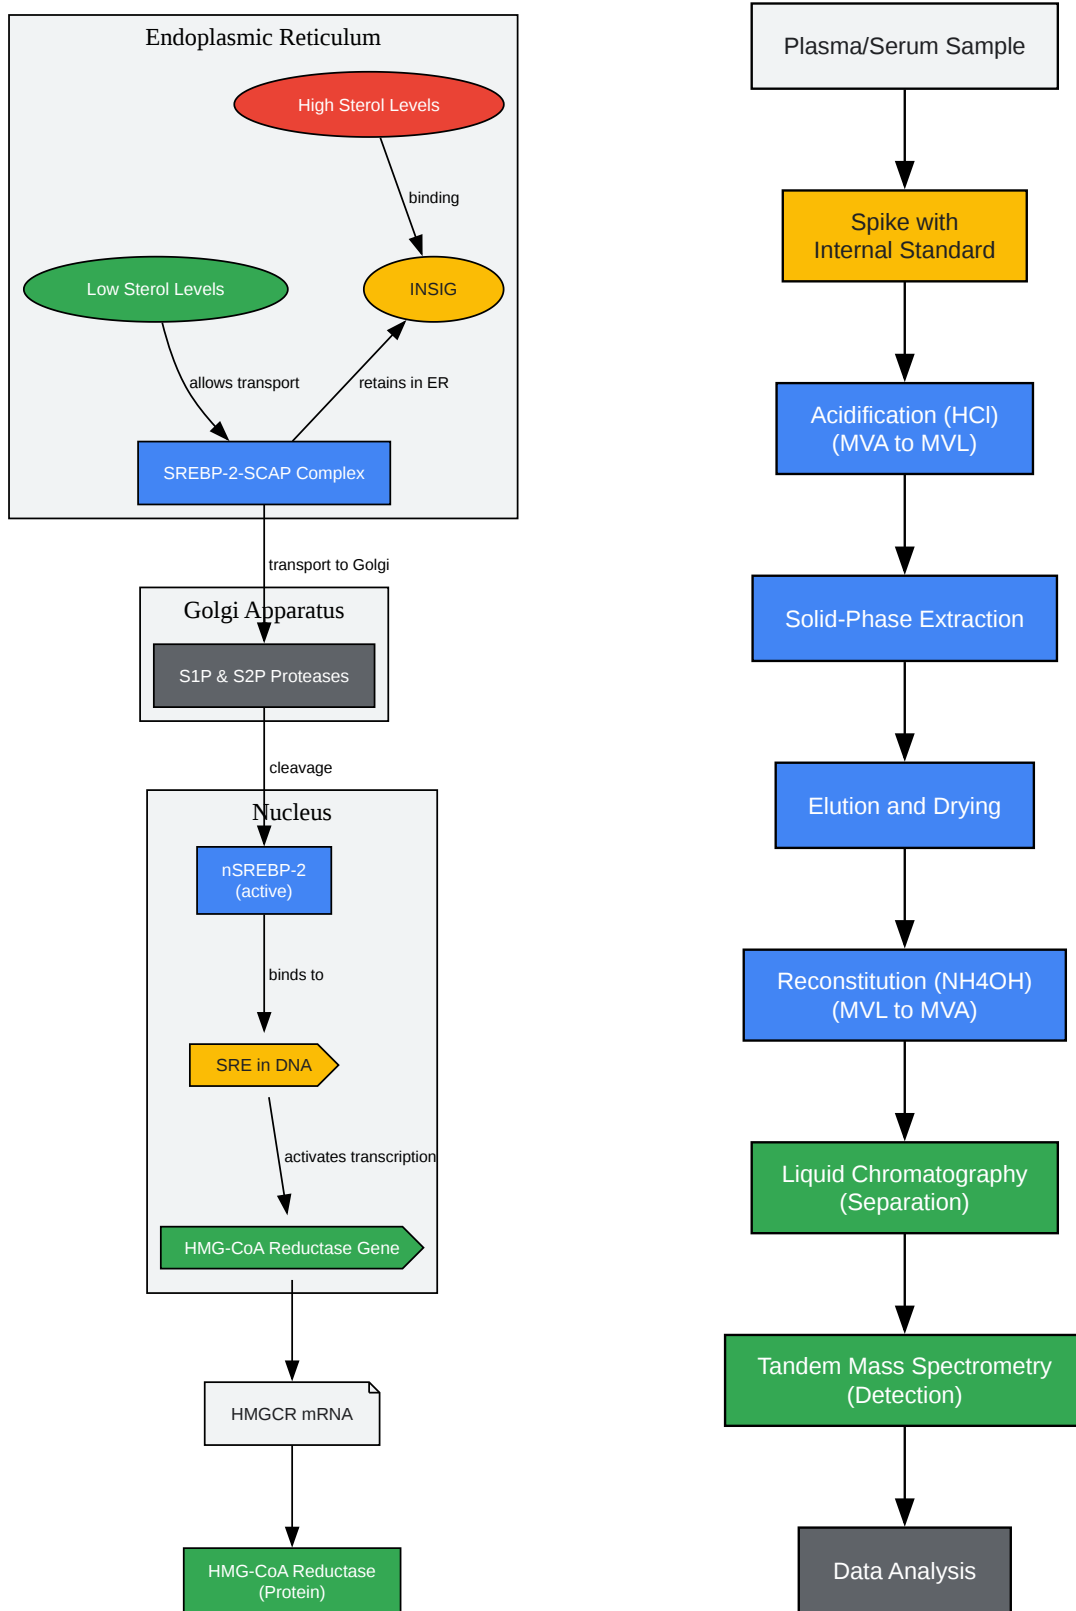 Endoplasmic Reticulum
High Sterol Levels
binding
Low Sterol Levels
INSIG
allows transport
retains in ER
SREBP-2-SCAP Complex
transport to Golgi
Golgi Apparatus
S1P & S2P Proteases
cleavage
Nucleus
nSREBP-2
(active)
binds to
SRE in DNA
activates transcription
HMG-CoA Reductase Gene
HMGCR mRNA
HMG-CoA Reductase
(Protein)
Plasma/Serum Sample
Spike with
Internal Standard
Acidification (HCl)
(MVA to MVL)
Solid-Phase Extraction
Elution and Drying
Reconstitution (NH4OH)
(MVL to MVA)
Liquid Chromatography
(Separation)
Tandem Mass Spectrometry
(Detection)
Data Analysis